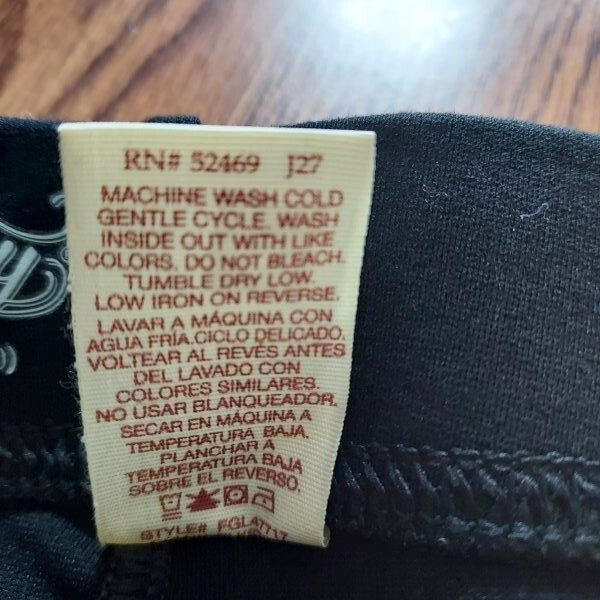 RN# 52469 J27
MACHINE WASH COLD
GENTLE CYCLE. WASH
INSIDE OUT WITH LIKE
COLORS. DO NOT BLEACH.
TUMBLE DRY LOW.
LOW IRON ON REVERSE.
LAVAR A MÁQUINA CON
AGUA FRÍA.CICLO DELICADO.
VOLTEAR AL REVÉS ANTES
DEL LAVADO CON
COLORES SIMILARES.
NO USAR BLANQUEADOR.
SECAR EN MÁQUINA A
TEMPERATURA BAJA.
PLANCHAR A
TEMPERATURA BAJA
SOBRE EL REVERSO.
STYLE# FGL47717